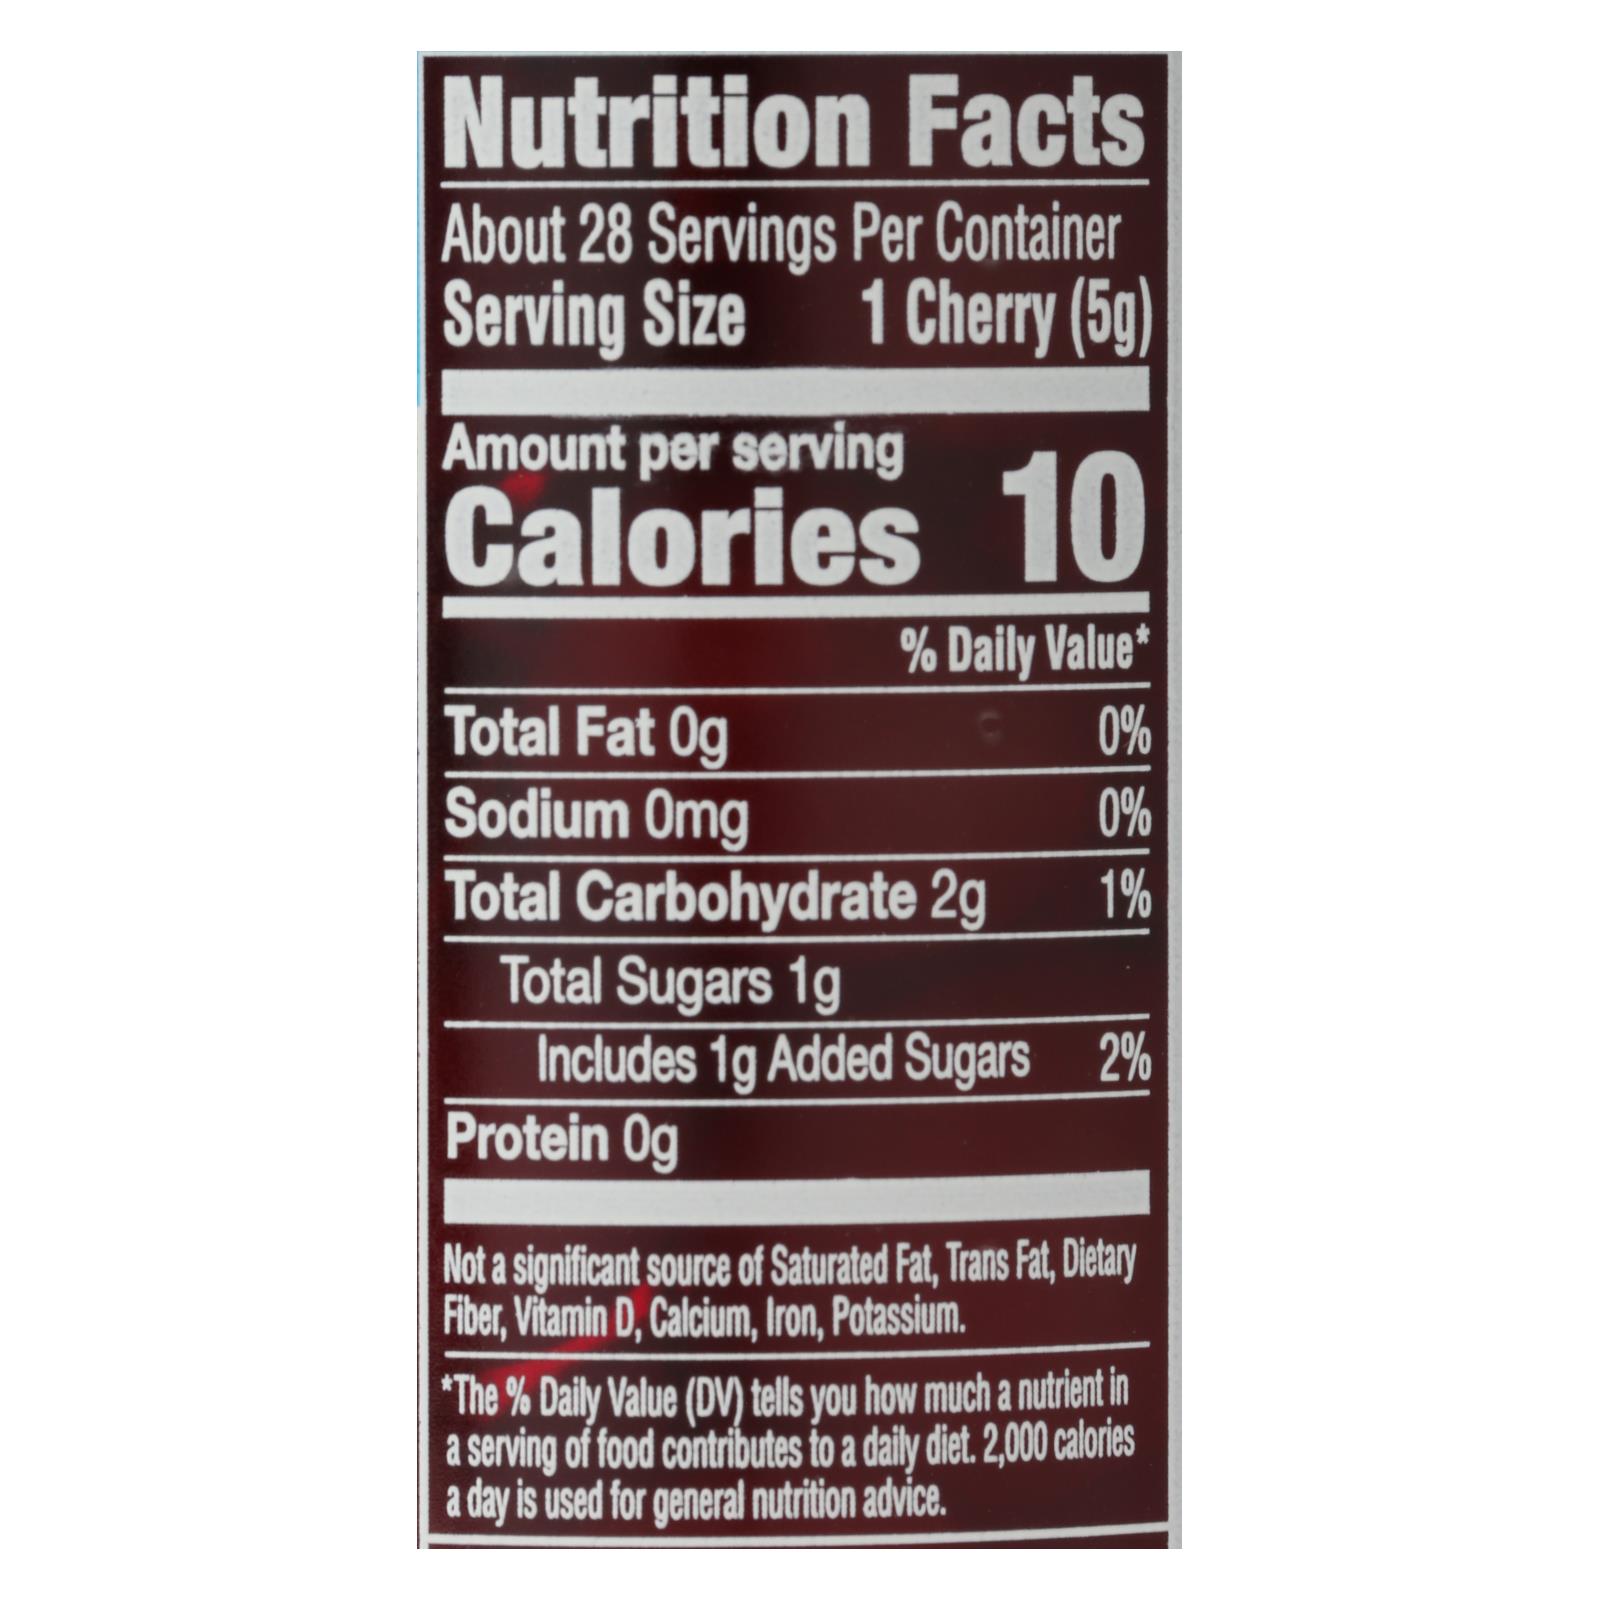 Nutrition Facts
About 28 Servings Per Container
Serving Size 1 Cherry (5g)
Amount per serving
Calories 10
% Daily Value*
Total Fat 0g 0%
Sodium 0mg 0%
Total Carbohydrate 2g 1%
Total Sugars 1g
Includes 1g Added Sugars 2%
Protein 0g
Not a significant source of Saturated Fat, Trans Fat, Dietary
Fiber, Vitamin D, Calcium, Iron, Potassium.
*The % Daily Value (DV) tells you how much a nutrient in
a serving of food contributes to a daily diet. 2,000 calories
a day is used for general nutrition advice.